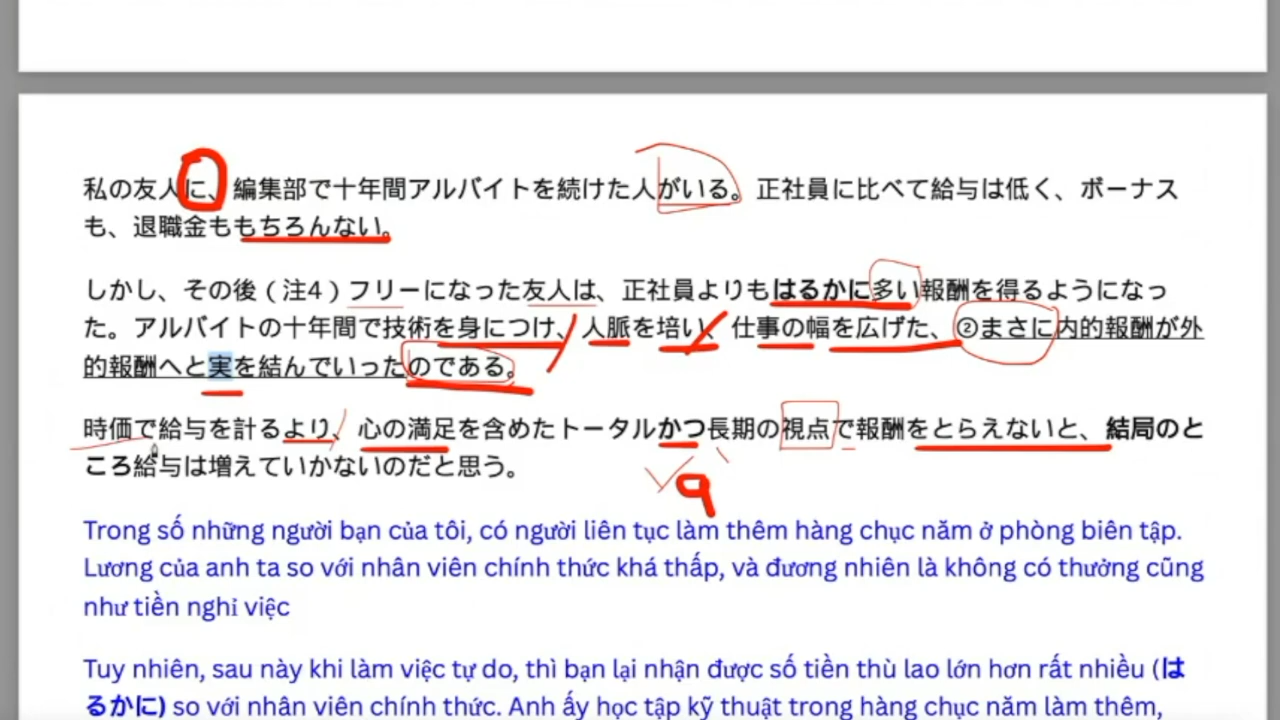 私の友人に、編集部で十年間アルバイトを続けた人がいる。正社員に比べて給与は低く、ボーナス
も、退職金ももちろんない。
しかし、その後（注4）フリーになった友人は、正社員よりもはるかに多い報酬を得るようになっ
た。アルバイトの十年間で技術を身につけ、人脈を培い、仕事の幅を広げた、②まさに内的報酬が外
的報酬へと実を結んでいったのである。
時価で給与を計るより、心の満足を含めたトータルかつ長期の視点で報酬をとらえないと、結局のと
ころ給与は増えていかないのだと思う。
Trong số những người bạn của tôi, có người liên tục làm thêm hàng chục năm ở phòng biên tập.
Lương của anh ta so với nhân viên chính thức khá thấp, và đương nhiên là không có thưởng cũng
như tiền nghỉ việc
Tuy nhiên, sau này khi làm việc tự do, thì bạn lại nhận được số tiền thù lao lớn hơn rất nhiều (は
るかに) so với nhân viên chính thức. Anh ấy học tập kỹ thuật trong hàng chục năm làm thêm,